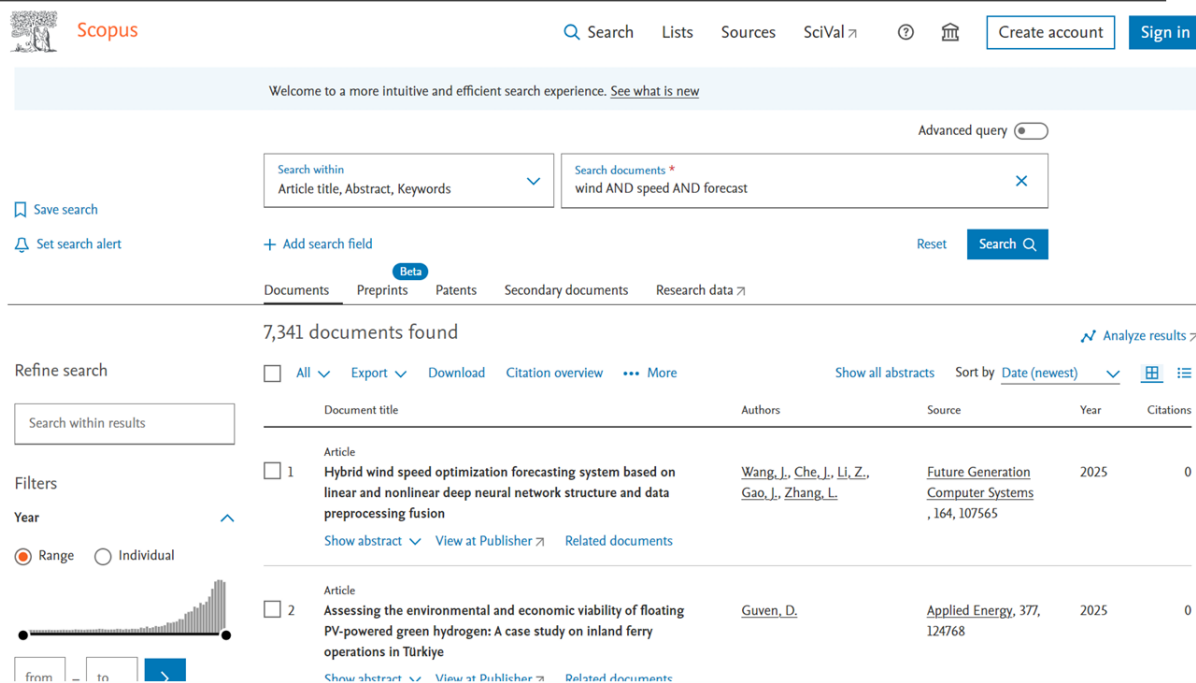 Scopus
Search Lists Sources SciVal Create account Sign in
Welcome to a more intuitive and efficient search experience. See what is new
Advanced query
Search within
Article title, Abstract, Keywords
Search documents *
wind AND speed AND forecast
Save search
Set search alert
Add search field
Reset Search
Beta
Documents Preprints Patents Secondary documents Research data
7,341 documents found
Analyze results
Refine search
All Export Download Citation overview More
Show all abstracts Sort by Date (newest)
Search within results
Document title Authors Source Year Citations
Article
1 Hybrid wind speed optimization forecasting system based on
linear and nonlinear deep neural network structure and data
preprocessing fusion
Wang, J., Che, J., Li, Z.,
Gao, J., Zhang, L.
Future Generation
Computer Systems
, 164, 107565
2025 0
Show abstract View at Publisher Related documents
Filters
Year
Range Individual
from – to
Article
2 Assessing the environmental and economic viability of floating
PV-powered green hydrogen: A case study on inland ferry
operations in Türkiye
Guven, D.
Applied Energy, 377,
124768
2025 0
Show abstract View at Publisher Related documents